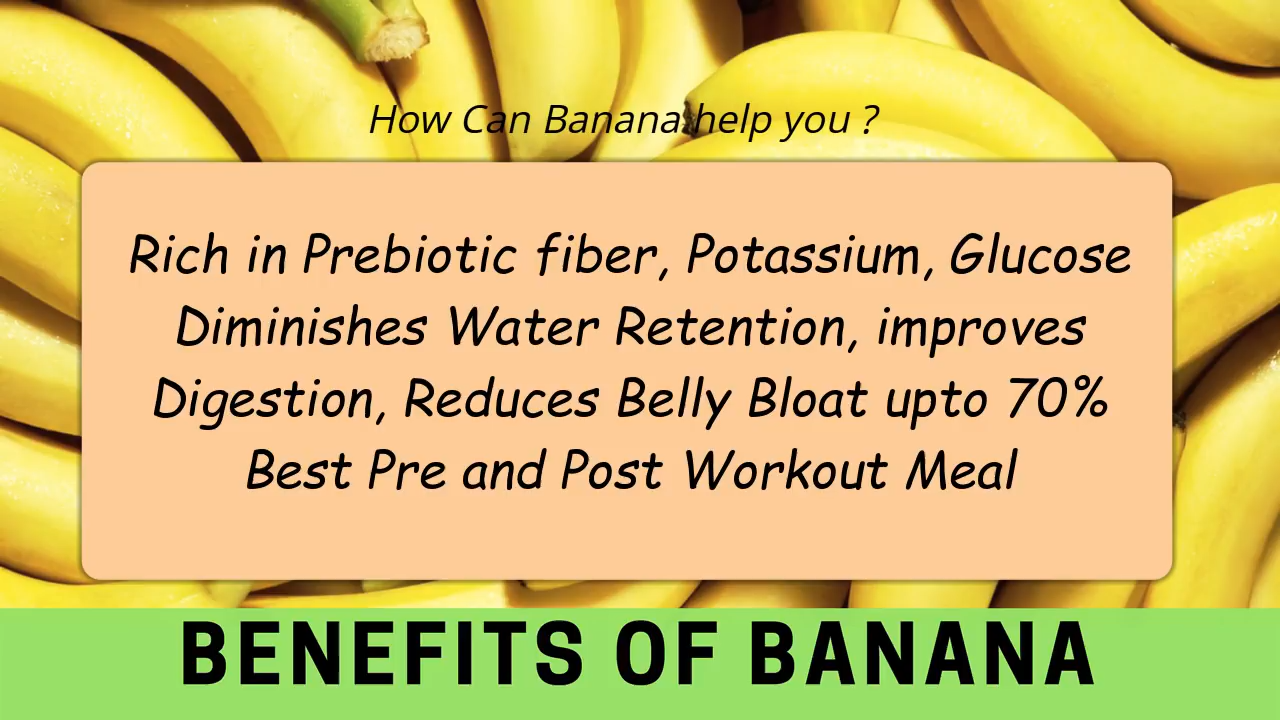 How Can Banana help you ?
Rich in Prebiotic fiber, Potassium, Glucose
Diminishes Water Retention, improves
Digestion, Reduces Belly Bloat upto 70%
Best Pre and Post Workout Meal
BENEFITS OF BANANA